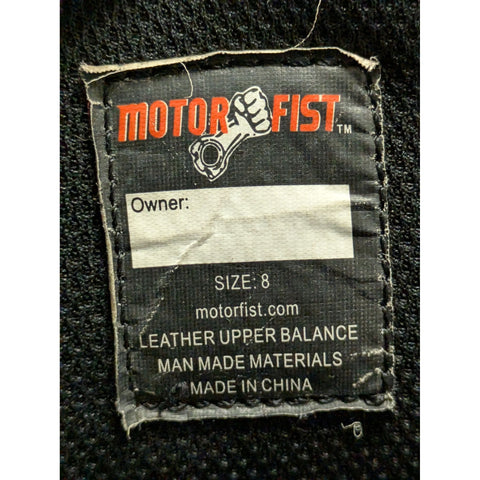 MOTOR FIST™
Owner:
SIZE: 8
motorfist.com
LEATHER UPPER BALANCE
MAN MADE MATERIALS
MADE IN CHINA